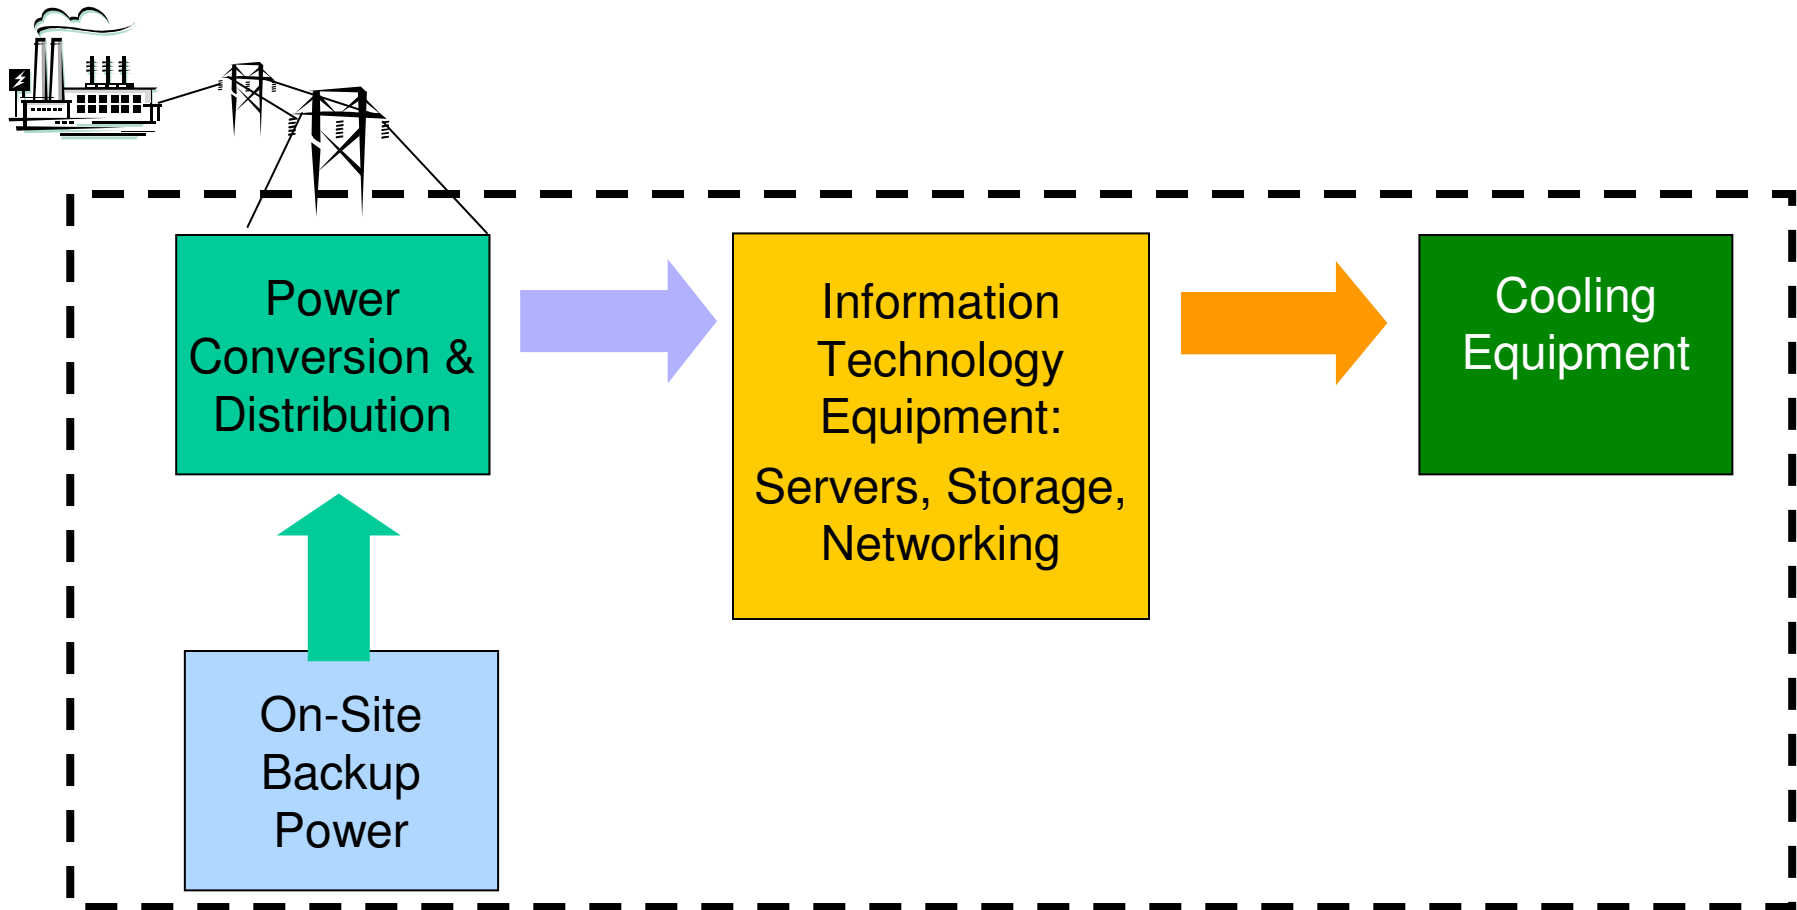 Power
Conversion &
Distribution
Information
Technology
Equipment:
Servers, Storage,
Networking
Cooling
Equipment
On-Site
Backup
Power